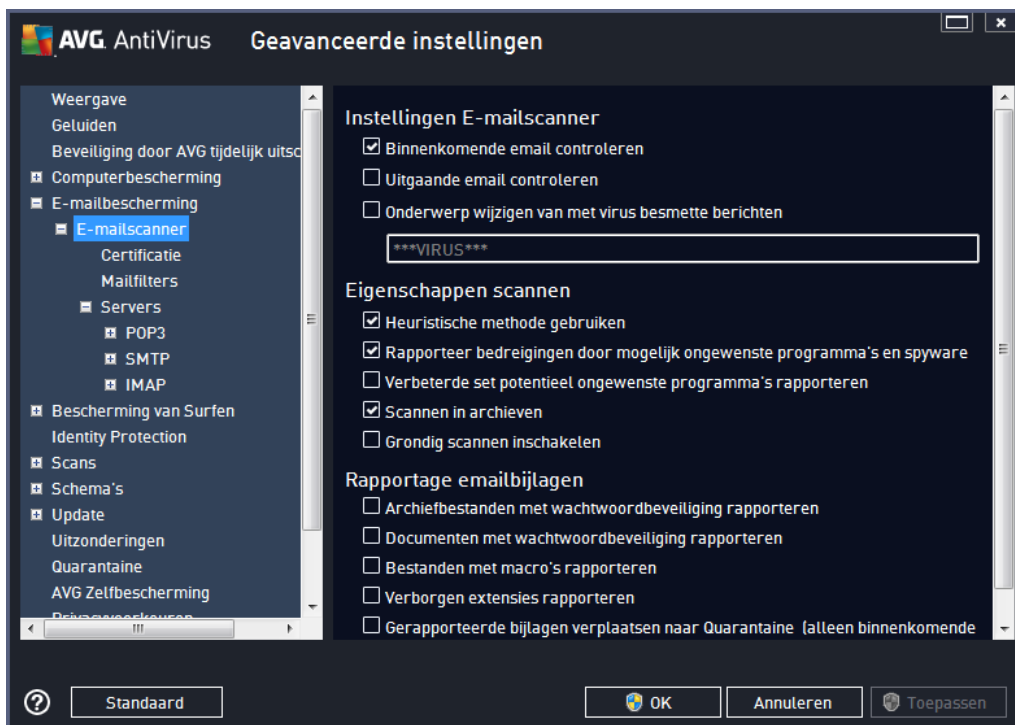 AVG. AntiVirus Geavanceerde instellingen
Weergave
Geluiden
Beveiliging door AVG tijdelijk uitsc
Computerbescherming
E-mailbescherming
E-mailscanner
Certificatie
Mailfilters
Servers
POP3
SMTP
IMAP
Bescherming van Surfen
Identity Protection
Scans
Schema's
Update
Uitzonderingen
Quarantaine
AVG Zelfbescherming
Privacyvoorkeuren
Instellingen E-mailscanner
Binnenkomende email controleren
Uitgaande email controleren
Onderwerp wijzigen van met virus besmette berichten
***VIRUS***
Eigenschappen scannen
Heuristische methode gebruiken
Rapporteer bedreigingen door mogelijk ongewenste programma's en spyware
Verbeterde set potentieel ongewenste programma's rapporteren
Scannen in archieven
Grondig scannen inschakelen
Rapportage emailbijlagen
Archiefbestanden met wachtwoordbeveiliging rapporteren
Documenten met wachtwoordbeveiliging rapporteren
Bestanden met macro's rapporteren
Verborgen extensies rapporteren
Gerapporteerde bijlagen verplaatsen naar Quarantaine (alleen binnenkomende
Standaard
OK
Annuleren
Toepassen